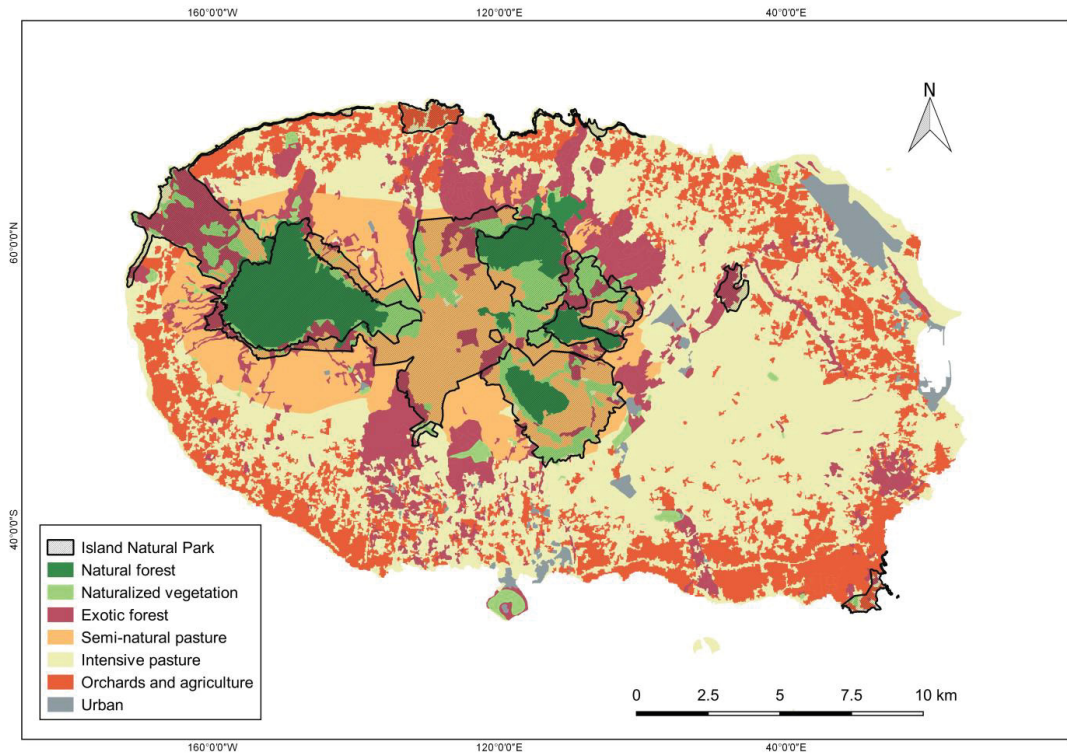 160°0'0"W 120°0'0"E 40°0'0"E
N
60°0'0"N
40°0'0"S
Island Natural Park
Natural forest
Naturalized vegetation
Exotic forest
Semi-natural pasture
Intensive pasture
Orchards and agriculture
Urban
0 2.5 5 7.5 10 km
160°0'0"W 120°0'0"E 40°0'0"E